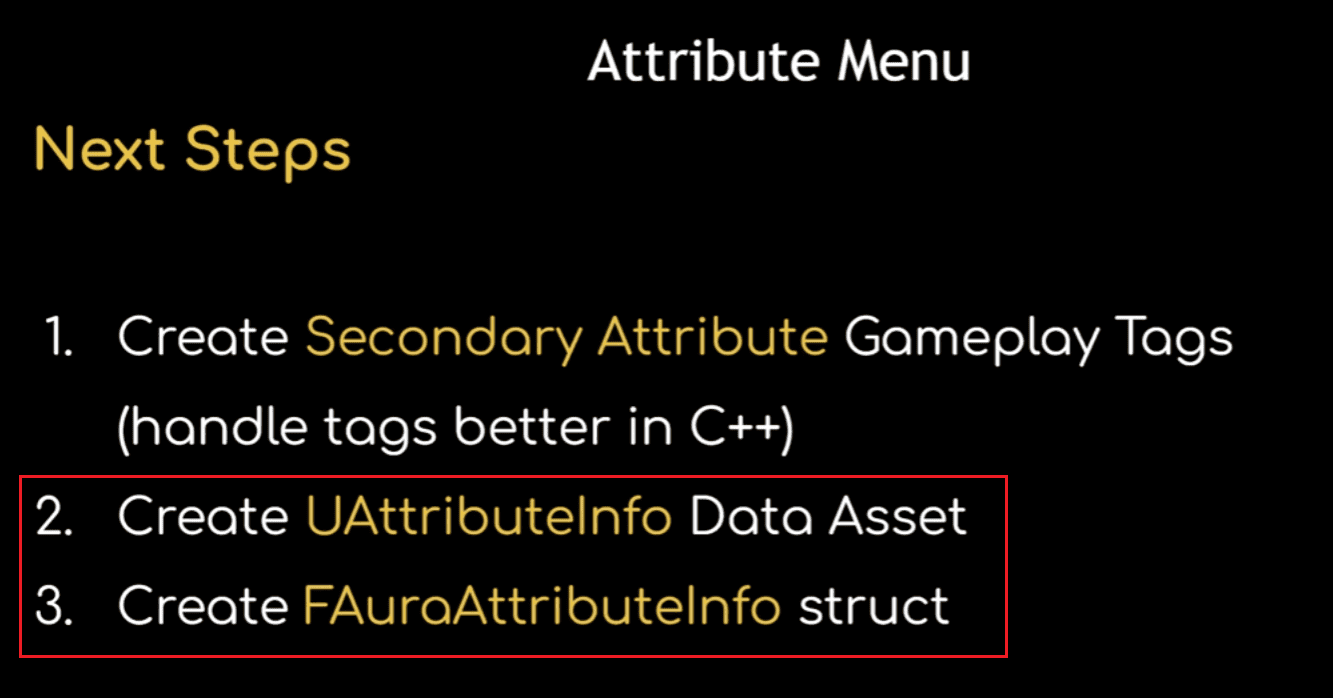 Attribute Menu
Next Steps
1. Create Secondary Attribute Gameplay Tags
(handle tags better in C++)
2. Create UAttributeInfo Data Asset
3. Create FAuraAttributeInfo struct